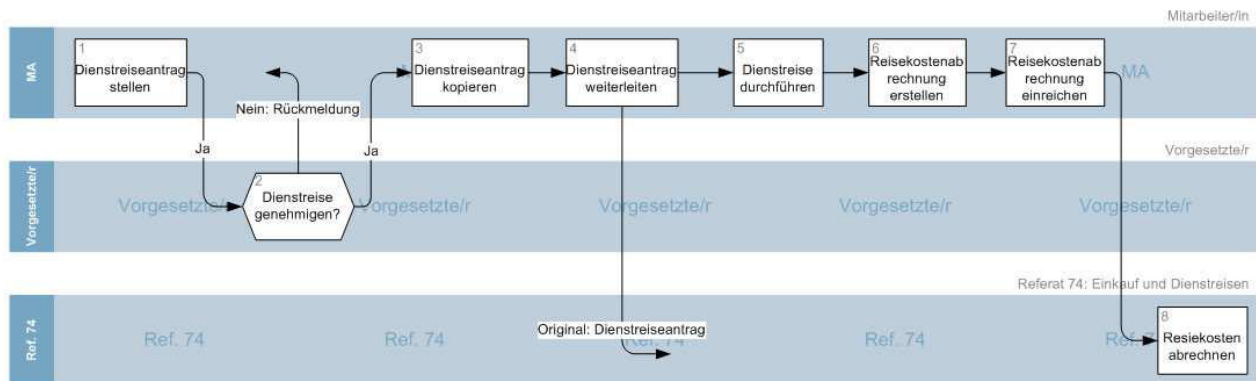 Mitarbeiter/in
MA
1
Dienstreiseantrag
stellen
3
Dienstreiseantrag
kopieren
4
Dienstreiseantrag
weiterleiten
5
Dienstreise
durchführen
6
Reisekostenab
rechnung
erstellen
7
Reisekostenab
rechnung
einreichen
MA
Nein: Rückmeldung
Ja
Ja
Vorgesetzte/r
Vorgesetzte/r
Vorgesetzte/r
2
Dienstreise
genehmigen?
Vorgesetzte/r
Vorgesetzte/r
Vorgesetzte/r
Vorgesetzte/r
Referat 74: Einkauf und Dienstreisen
Ref. 74
Ref. 74
Ref. 74
Original: Dienstreiseantrag
Ref. 74
Ref. 74
8
Resiekosten
abrechnen